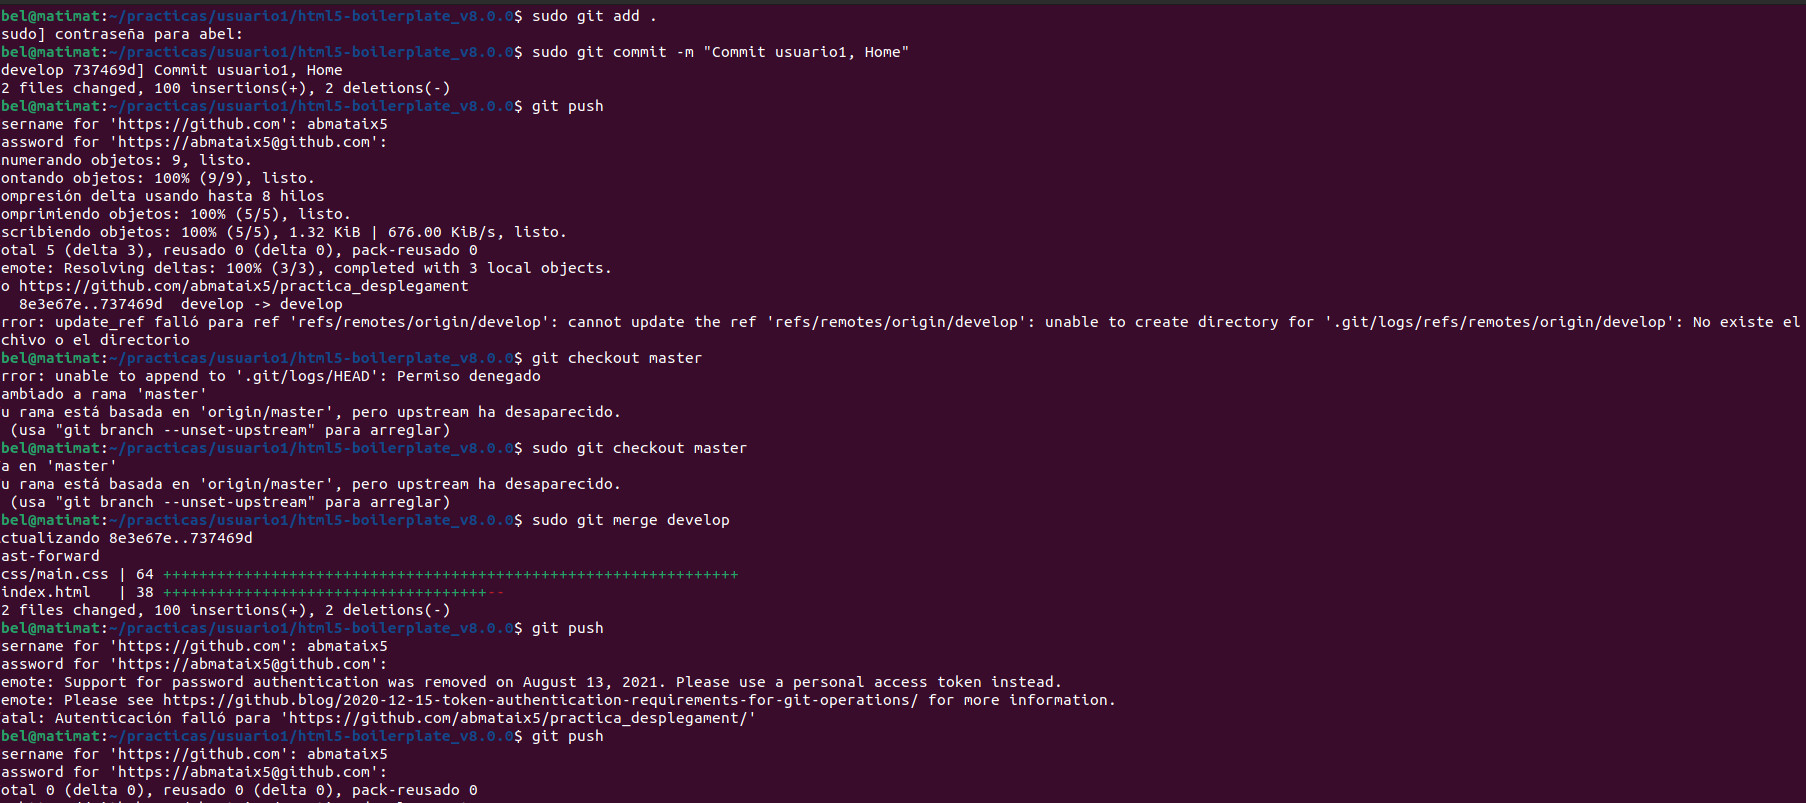 bel@matimat:~/practicas/usuario1/html5-boilerplate_v8.0.0$ sudo git add .
sudo] contraseña para abel:
bel@matimat:~/practicas/usuario1/html5-boilerplate_v8.0.0$ sudo git commit -m "Commit usuario1, Home"
develop 737469d] Commit usuario1, Home
2 files changed, 100 insertions(+), 2 deletions(-)
bel@matimat:~/practicas/usuario1/html5-boilerplate_v8.0.0$ git push
sername for 'https://github.com': abmataix5
assword for 'https://abmataix5@github.com':
numerando objetos: 9, listo.
ontando objetos: 100% (9/9), listo.
ompresión delta usando hasta 8 hilos
omprimiendo objetos: 100% (5/5), listo.
scribiendo objetos: 100% (5/5), 1.32 KiB | 676.00 KiB/s, listo.
otal 5 (delta 3), reusado 0 (delta 0), pack-reusado 0
emote: Resolving deltas: 100% (3/3), completed with 3 local objects.
o https://github.com/abmataix5/practica_desplegament
8e3e67e..737469d  develop -> develop
rror: update_ref falló para ref 'refs/remotes/origin/develop': cannot update the ref 'refs/remotes/origin/develop': unable to create directory for '.git/logs/refs/remotes/origin/develop': No existe el
chivo o el directorio
bel@matimat:~/practicas/usuario1/html5-boilerplate_v8.0.0$ git checkout master
rror: unable to append to '.git/logs/HEAD': Permiso denegado
ambiado a rama 'master'
u rama está basada en 'origin/master', pero upstream ha desaparecido.
(usa "git branch --unset-upstream" para arreglar)
bel@matimat:~/practicas/usuario1/html5-boilerplate_v8.0.0$ sudo git checkout master
a en 'master'
u rama está basada en 'origin/master', pero upstream ha desaparecido.
(usa "git branch --unset-upstream" para arreglar)
bel@matimat:~/practicas/usuario1/html5-boilerplate_v8.0.0$ sudo git merge develop
ctualizando 8e3e67e..737469d
ast-forward
css/main.css | 64 ++++++++++++++++++++++++++++++++++++++++++++++++++++++++++++++++
index.html   | 38 ++++++++++++++++++++++++++++++++++++--
2 files changed, 100 insertions(+), 2 deletions(-)
bel@matimat:~/practicas/usuario1/html5-boilerplate_v8.0.0$ git push
sername for 'https://github.com': abmataix5
assword for 'https://abmataix5@github.com':
emote: Support for password authentication was removed on August 13, 2021. Please use a personal access token instead.
emote: Please see https://github.blog/2020-12-15-token-authentication-requirements-for-git-operations/ for more information.
atal: Autenticación falló para 'https://github.com/abmataix5/practica_desplegament/'
bel@matimat:~/practicas/usuario1/html5-boilerplate_v8.0.0$ git push
sername for 'https://github.com': abmataix5
assword for 'https://abmataix5@github.com':
otal 0 (delta 0), reusado 0 (delta 0), pack-reusado 0